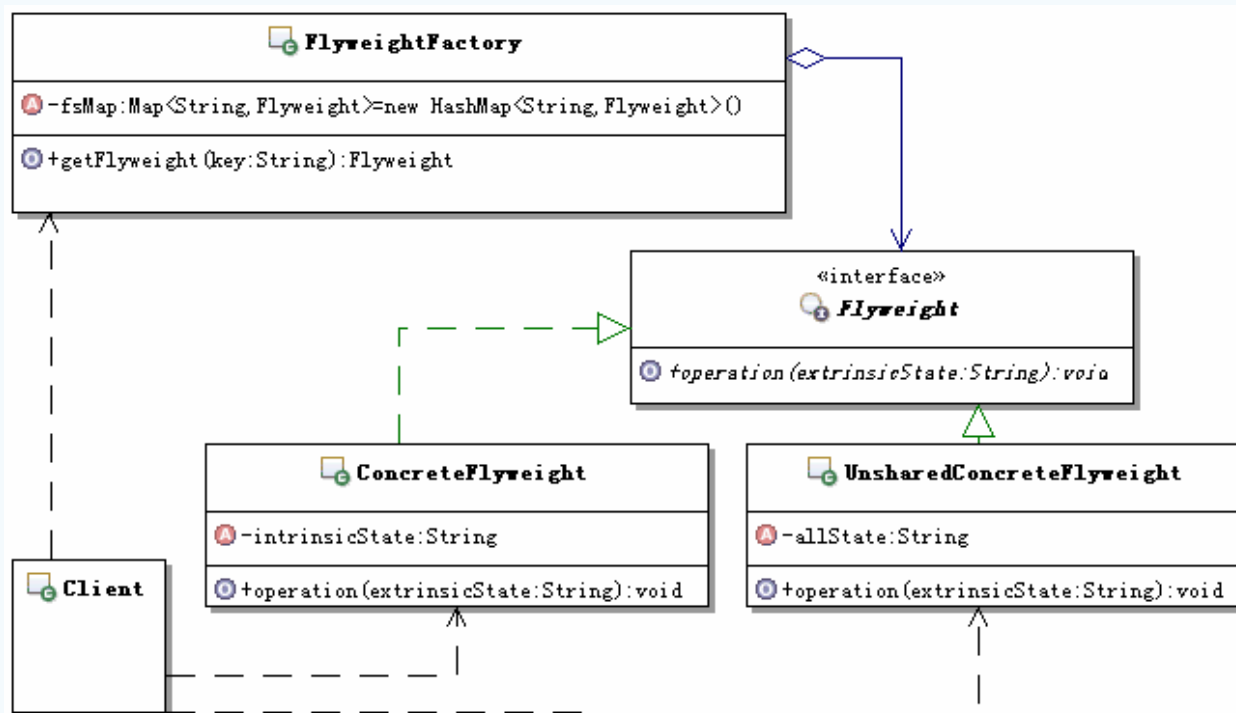 FlyweightFactory
-fsMap:Map<String,Flyweight>=new HashMap<String,Flyweight>()
+getFlyweight(key:String):Flyweight
«interface»
Flyweight
+operation(extrinsicState:String):void
ConcreteFlyweight
-intrinsicState:String
+operation(extrinsicState:String):void
UnsharedConcreteFlyweight
-allState:String
+operation(extrinsicState:String):void
Client